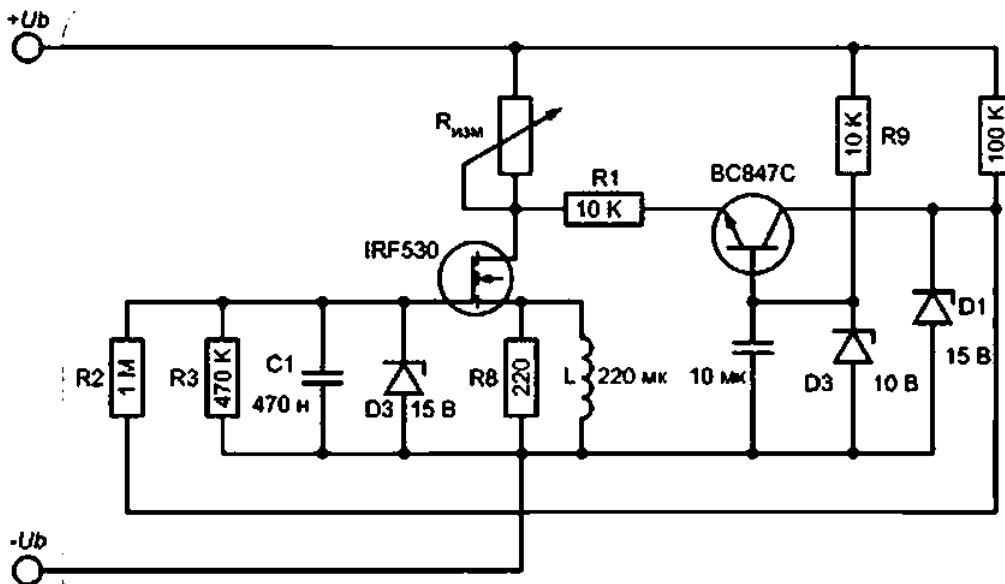 +Ub
Rизм
10 K
R9
100 K
BC847C
R1
10 K
IRF530
D1
15 В
R2
1 M
R3
470 K
C1
470 н
D3
15 В
R8
220
L
220 мк
10 мк
D3
10 В
-Ub